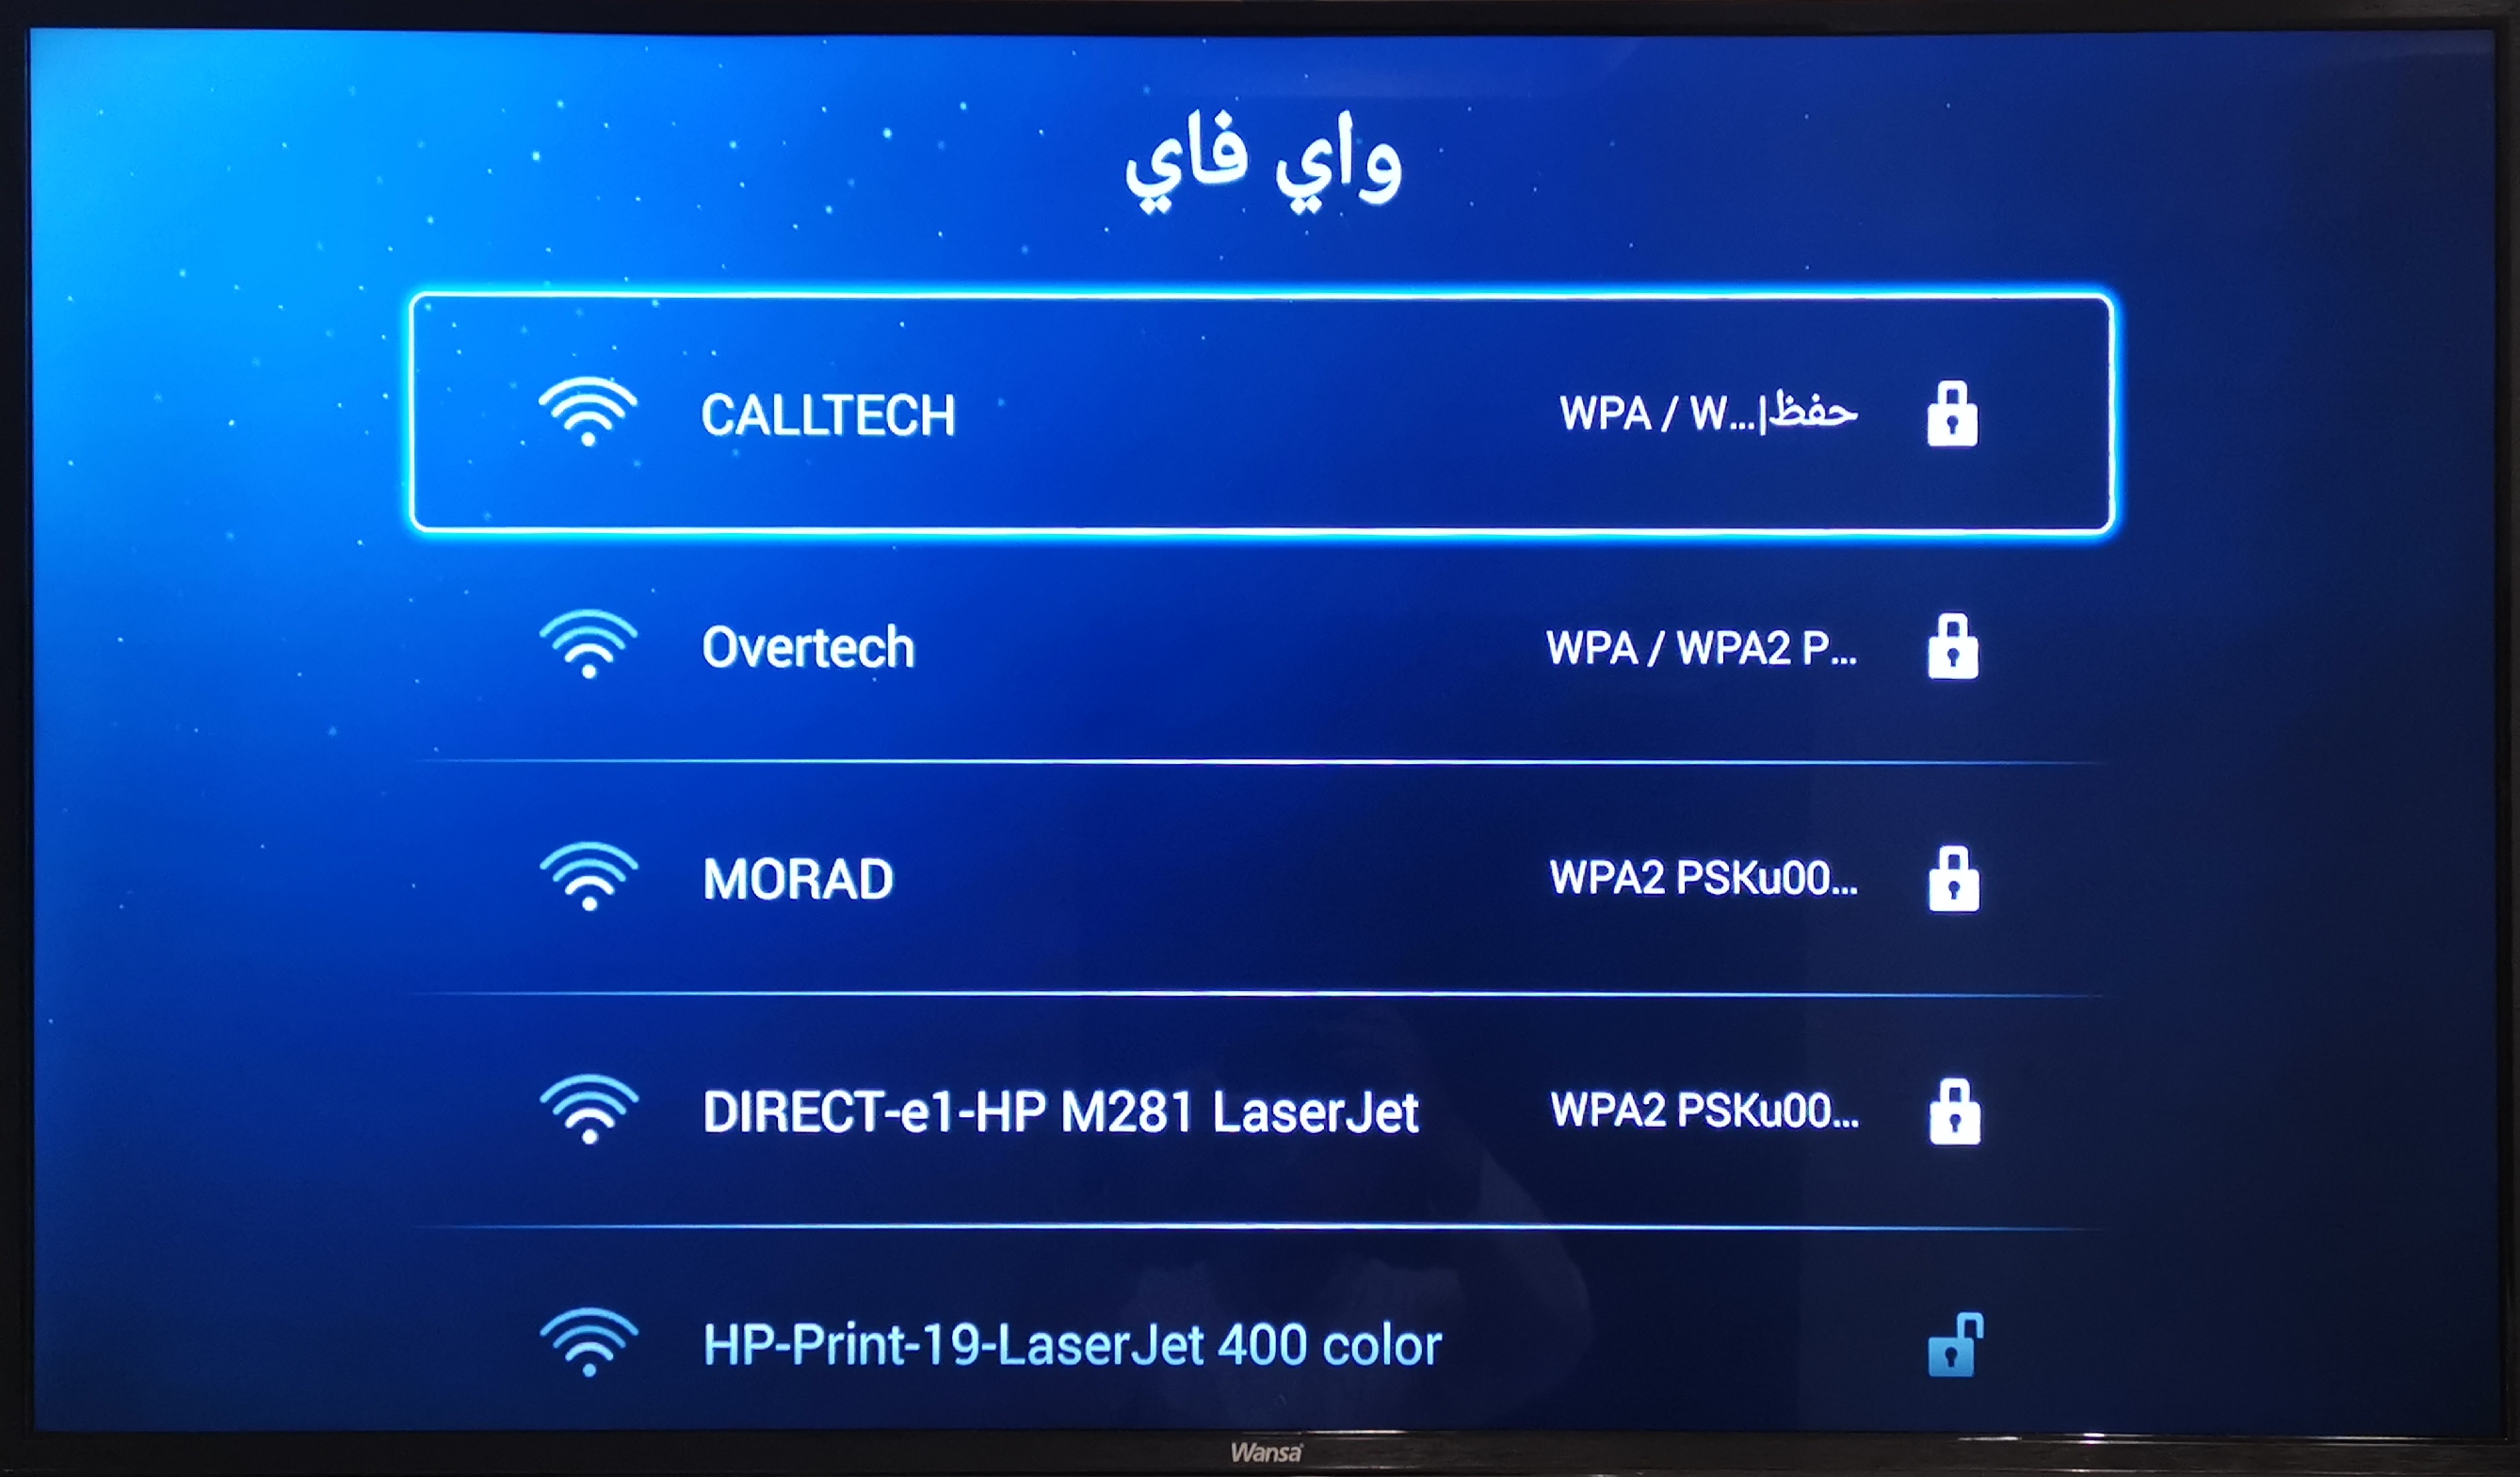 واي فاي
CALLTECH WPA / W...|حفظ
Overtech WPA / WPA2 P...
MORAD WPA2 PSKu00...
DIRECT-e1-HP M281 LaserJet WPA2 PSKu00...
HP-Print-19-LaserJet 400 color
Wansa